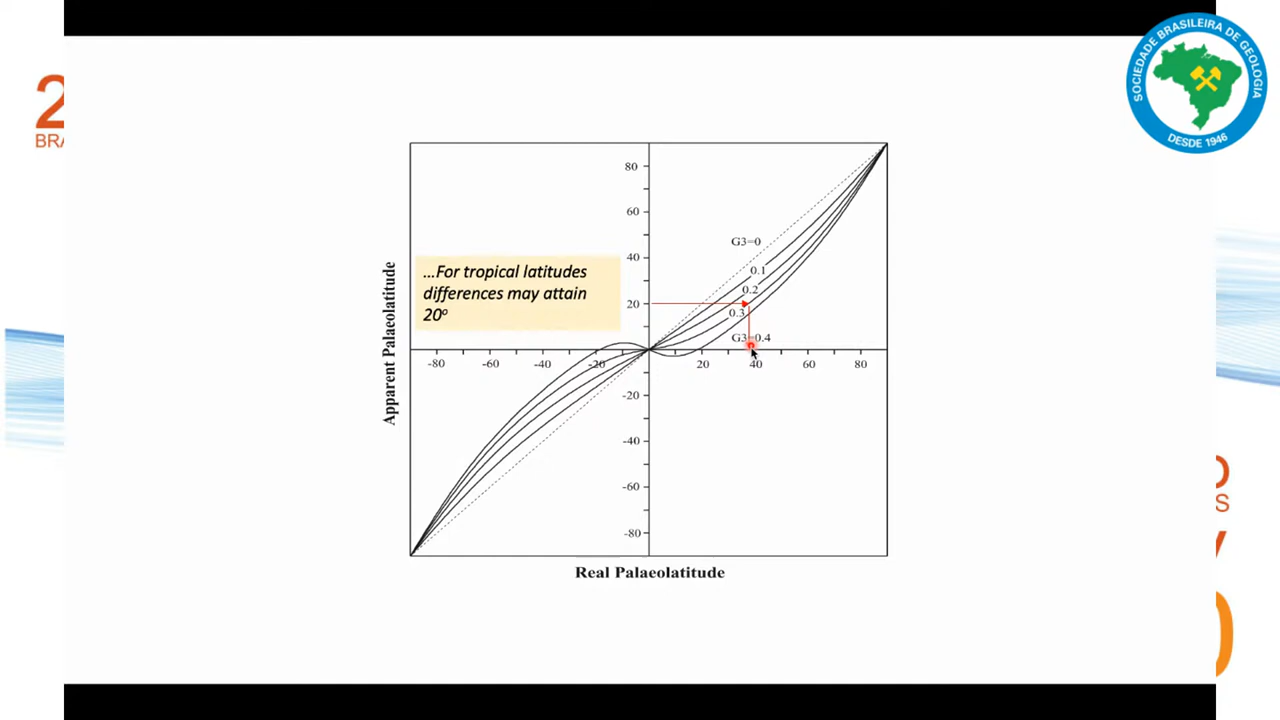 SOCIEDADE BRASILEIRA DE GEOLOGIA
DESDE 1946
2
BRA
80
60
G3=0
40
0.1
...For tropical latitudes
differences may attain
20º
0.2
20
0.3
G3=0.4
-80
-60
-40
-20
20
40
60
80
-20
-40
-60
-80
Apparent Palaeolatitude
Real Palaeolatitude
O
S
0